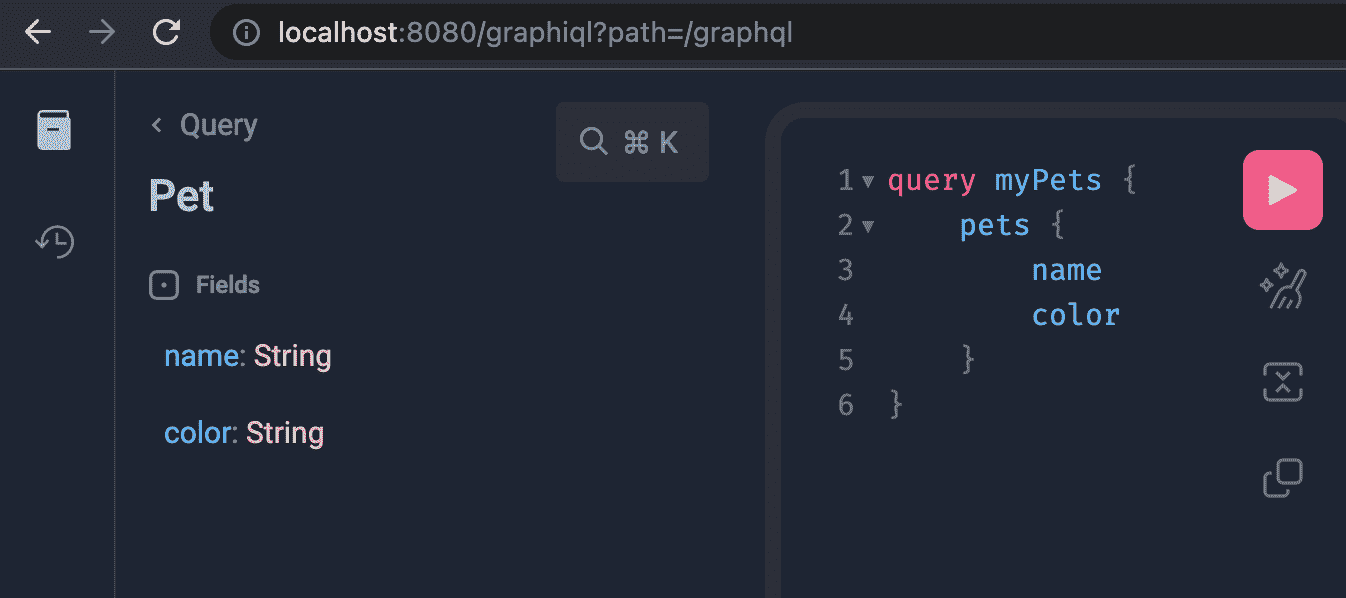 localhost:8080/graphiql?path=/graphql
Query
⌘ K
Pet
Fields
name: String
color: String
1 query myPets {
2 pets {
3 name
4 color
5 }
6 }